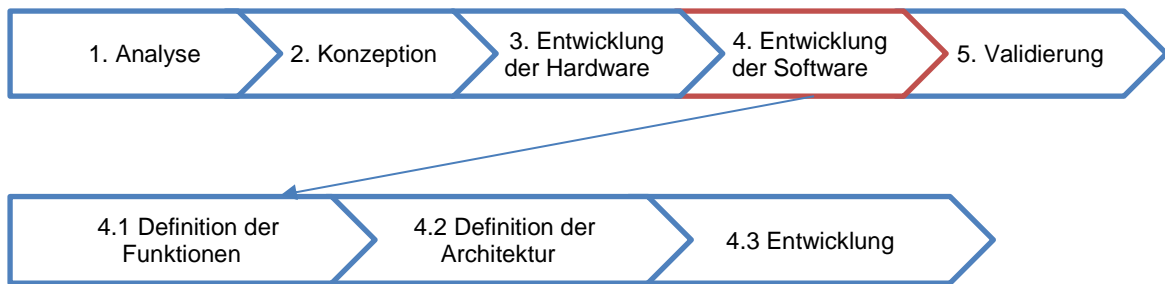 1. Analyse
2. Konzeption
3. Entwicklung
der Hardware
4. Entwicklung
der Software
5. Validierung
4.1 Definition der
Funktionen
4.2 Definition der
Architektur
4.3 Entwicklung